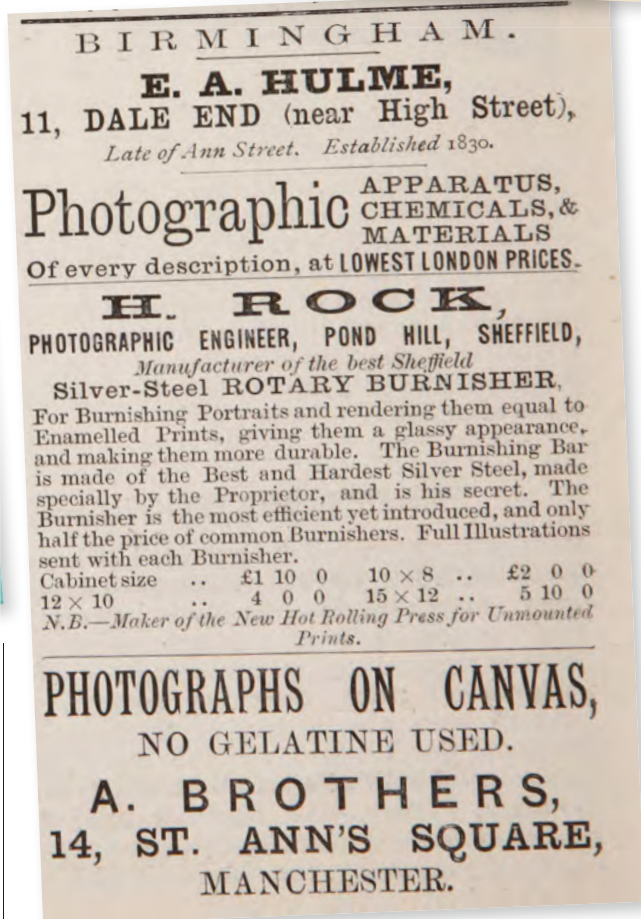 BIRMINGHAM.
E. A. HULME,
11, DALE END (near High Street),
Late of Ann Street. Established 1830.
Photographic APPARATUS,
CHEMICALS, &
MATERIALS
Of every description, at LOWEST LONDON PRICES.
H. ROCK,
PHOTOGRAPHIC ENGINEER, POND HILL, SHEFFIELD,
Manufacturer of the best Sheffield
Silver-Steel ROTARY BURNISHER,
For Burnishing Portraits and rendering them equal to
Enamelled Prints, giving them a glassy appearance,
and making them more durable. The Burnishing Bar
is made of the Best and Hardest Silver Steel, made
specially by the Proprietor, and is his secret. The
Burnisher is the most efficient yet introduced, and only
half the price of common Burnishers. Full Illustrations
sent with each Burnisher.
Cabinet size .. £1 10 0 10 × 8 .. £2 0 0
12 × 10 .. 4 0 0 15 × 12 .. 5 10 0
N.B.—Maker of the New Hot Rolling Press for Unmounted
Prints.
PHOTOGRAPHS ON CANVAS,
NO GELATINE USED.
A. BROTHERS,
14, ST. ANN'S SQUARE,
MANCHESTER.